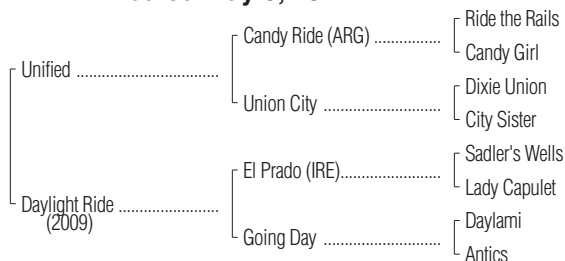 Ride the Rails
Candy Ride (ARG) ................
Candy Girl
Unified ..................................
Dixie Union
Union City ............................
City Sister
Sadler's Wells
El Prado (IRE)........................
Lady Capulet
Daylight Ride ........................
(2009)
Daylami
Going Day ............................
Antics